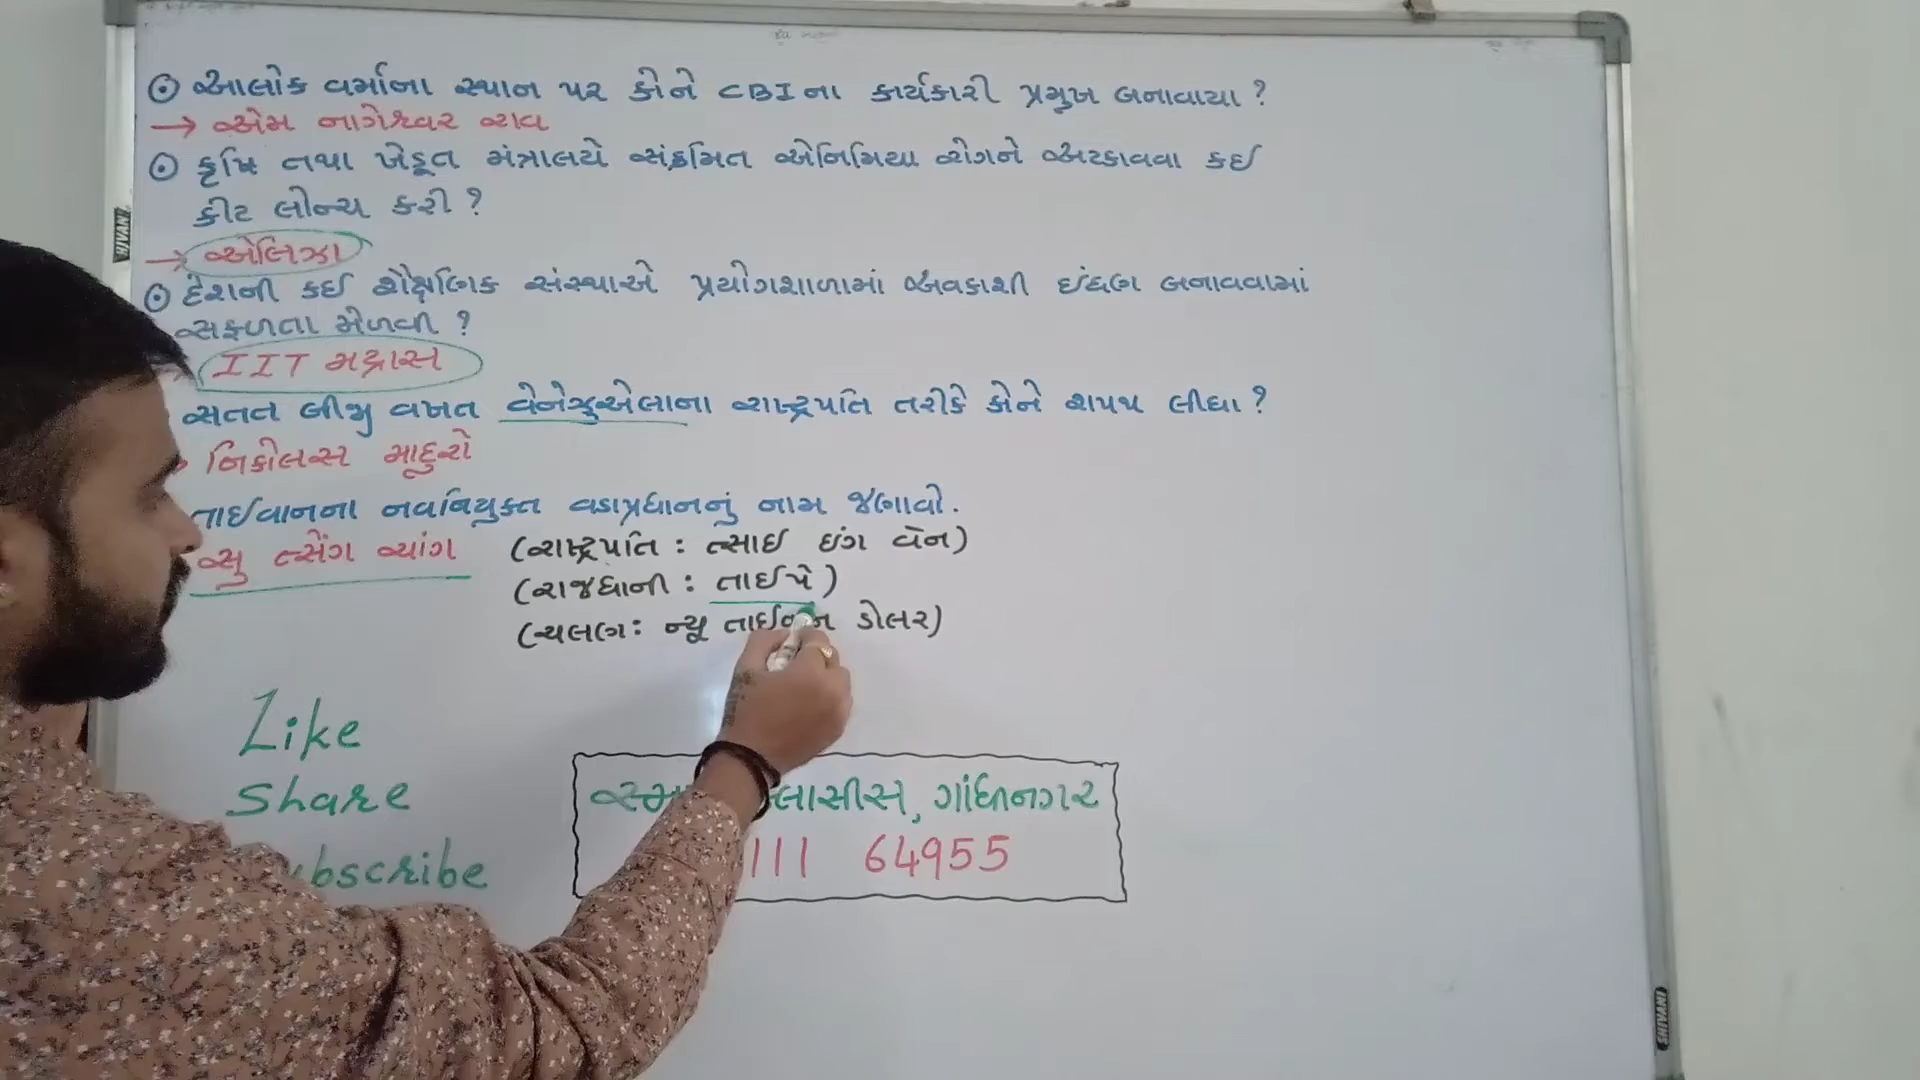 આલોક વર્માના સ્થાન પર કોને CBI ના કાર્યકારી પ્રમુખ બનાવાયા ?
→ એમ નાગેશ્વર રાવ
કૃષિ તથા ખેડૂત મંત્રાલયે સંક્રમિત એનિમિયા રોગને અટકાવવા કઈ
કીટ લોન્ચ કરી ?
→ એલિઝા
દેશની કઈ શૈક્ષણિક સંસ્થાએ પ્રયોગશાળામાં અવકાશી ઇંધણ બનાવવામાં
સફળતા મેળવી ?
IIT મદ્રાસ
સતત બીજી વખત વેનેઝુએલાના રાષ્ટ્રપતિ તરીકે કોને શપથ લીધા ?
નિકોલસ માદુરો
તાઈવાનના નવનિયુક્ત વડાપ્રધાનનું નામ જણાવો.
સુ ત્સેંગ ચાંગ (રાષ્ટ્રપતિ : ત્સાઈ ઇંગ વેન)
(રાજધાની : તાઈપે)
(ચલણ : ન્યૂ તાઈવાન ડોલર)
Like
Share
bscribe
ક્લાસીસ, ગાંધીનગર
111 64955
SHIVANI